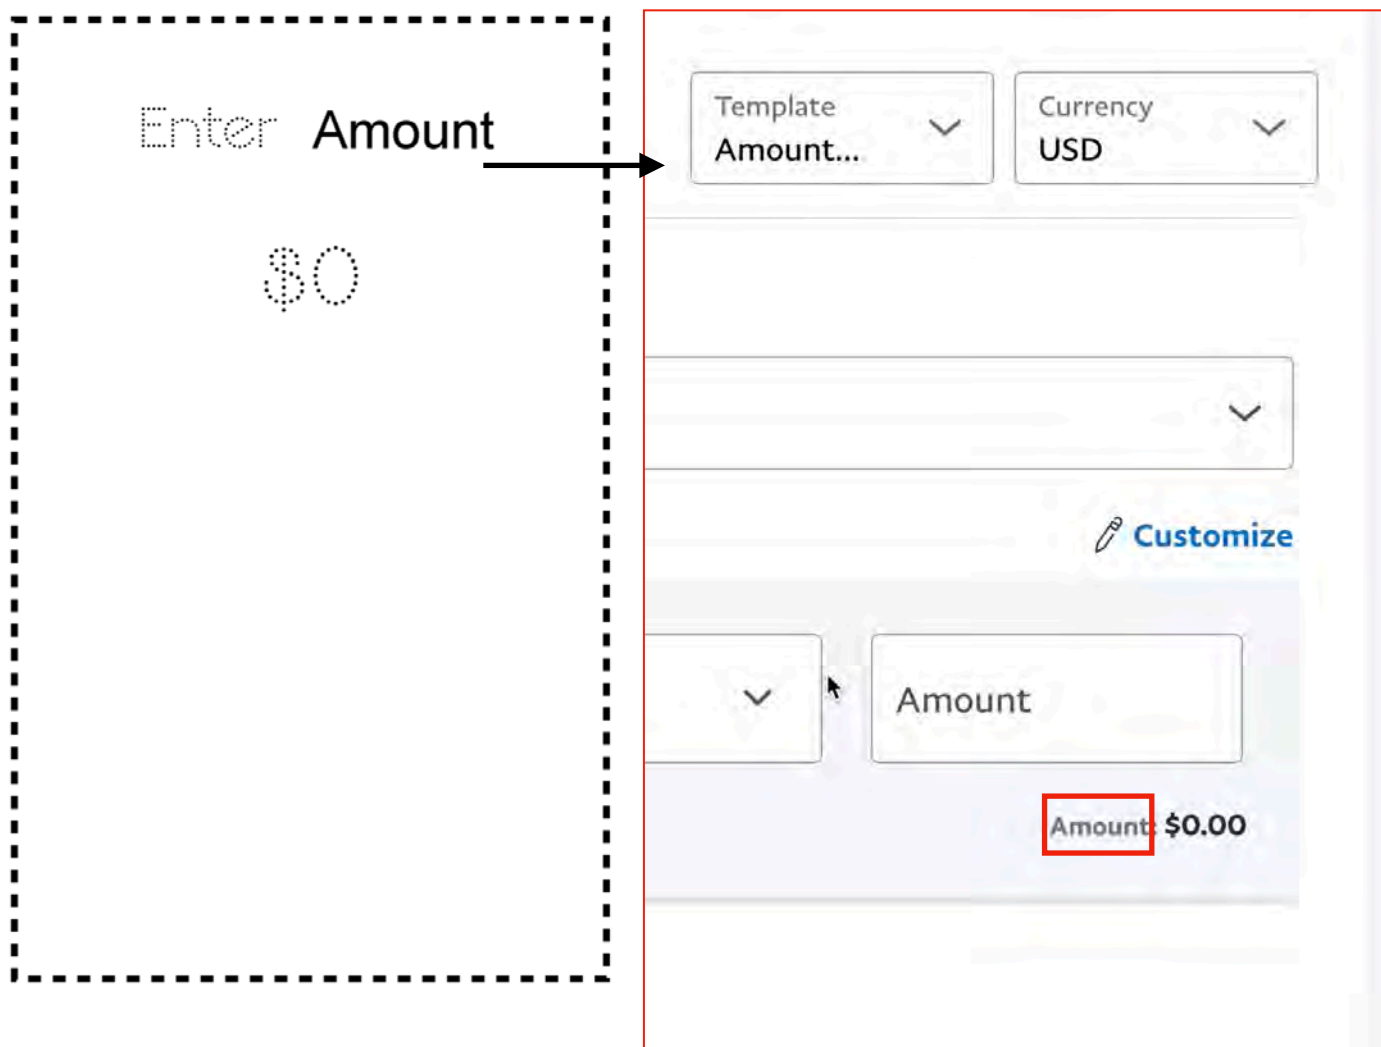 Enter Amount
$0
Template
Amount...
Currency
USD
Customize
Amount
Amount: $0.00